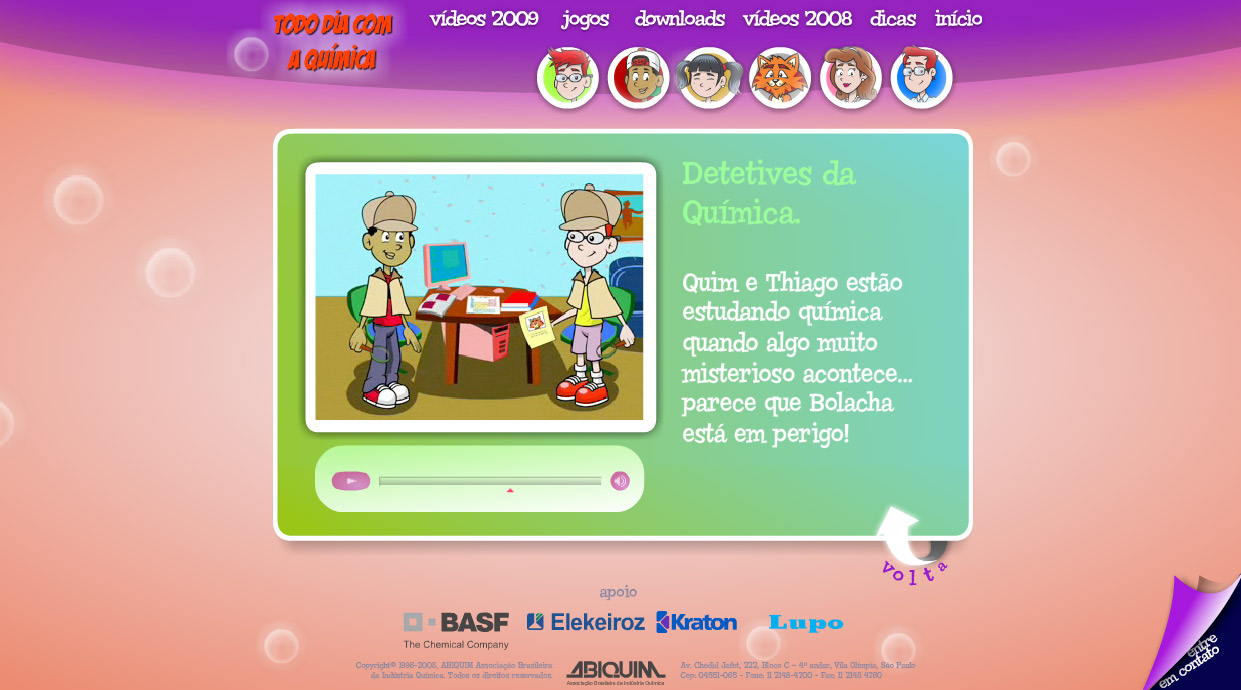 TODO DIA COM
A QUÍMICA
vídeos 2009 jogos downloads vídeos 2008 dicas início
Detetives da
Química.
Quim e Thiago estão
estudando química
quando algo muito
misterioso acontece...
parece que Bolacha
está em perigo!
volta
apoio
BASF
The Chemical Company
Elekeiroz
Kraton
Lupo
entre
em contato
Copyright© 1996-2008, ABIQUIM Associação Brasileira
da Indústria Química. Todos os direitos reservados
ABIQUIM
Associação Brasileira da Indústria Química
Av. Chedid Jafet, 222, Bloco C - 4º andar, Vila Olímpia, São Paulo
Cep: 04551-065 - Fone: 11 2148-4700 - Fax: 11 2148 4760